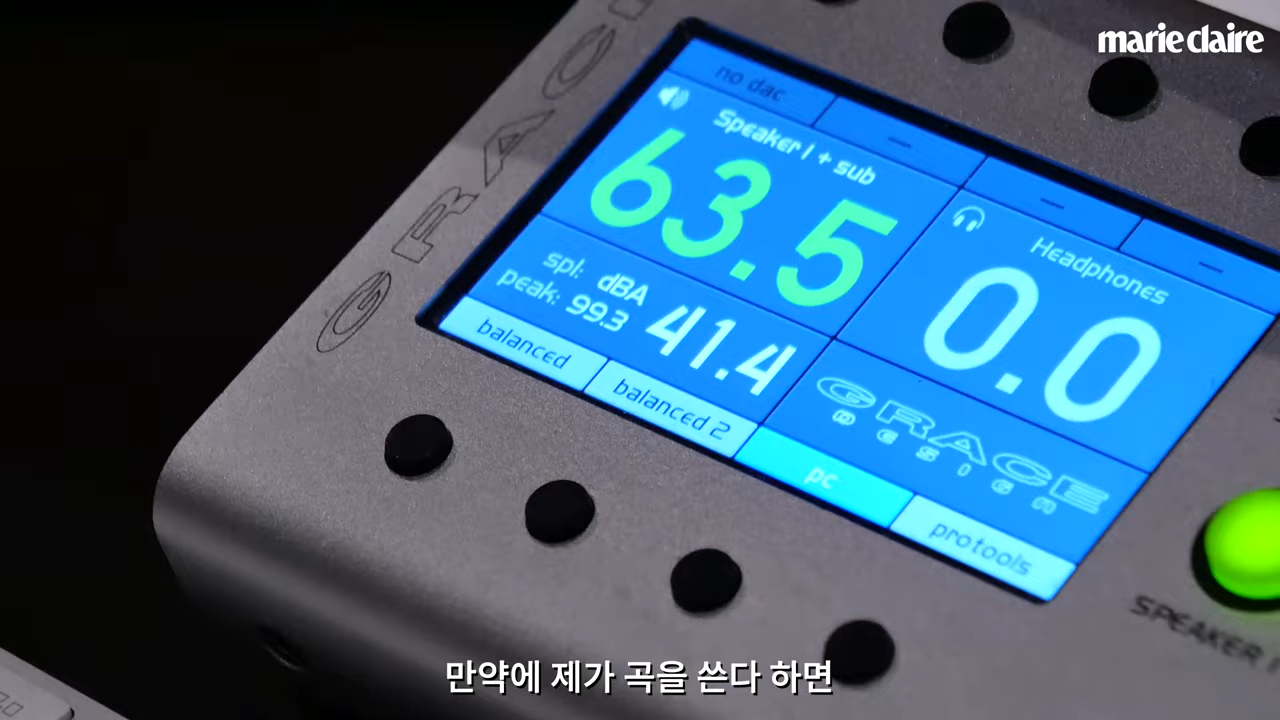 marie claire
GRACE
no dac
Speaker 1 + sub
63.5
Headphones
0.0
spl: dBA
peak: 99.3
41.4
GRACE
DESIGN
balanced
balanced 2
pc
protools
SPEAKER
만약에 제가 곡을 쓴다 하면